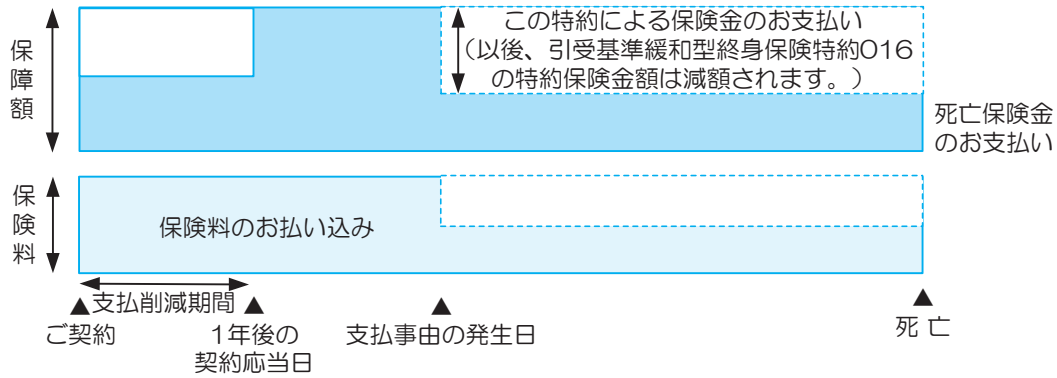 保障額
この特約による保険金のお支払い
(以後、引受基準緩和型終身保険特約016
の特約保険金額は減額されます。)
死亡保険金
のお支払い
保険料
保険料のお払い込み
支払削減期間
▲ ▲ ▲ ▲
ご契約
1年後の
契約応当日
支払事由の発生日
死 亡